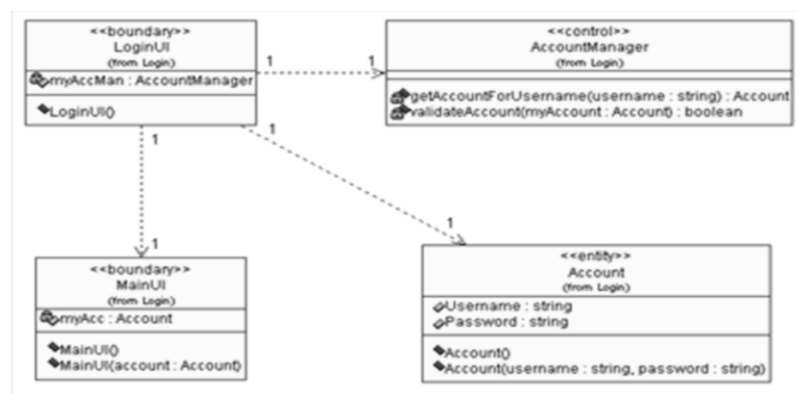 <<boundary>>
LoginUI
(from Login)
myAccMan : AccountManager
LoginUI()
1
1
<<control>>
AccountManager
(from Login)
getAccountForUsername(username : string) : Account
validateAccount(myAccount : Account) : boolean
1
1
1
1
<<boundary>>
MainUI
(from Login)
myAcc : Account
MainUI()
MainUI(account : Account)
<<entity>>
Account
(from Login)
Username : string
Password : string
Account()
Account(username : string, password : string)